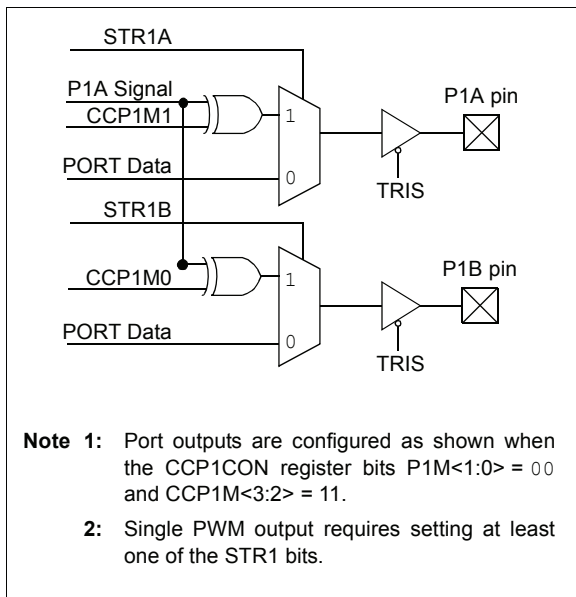 STR1A
P1A Signal
CCP1M1
1
P1A pin
PORT Data
0
TRIS
STR1B
CCP1M0
1
P1B pin
PORT Data
0
TRIS
Note 1: Port outputs are configured as shown when
the CCP1CON register bits P1M<1:0> = 00
and CCP1M<3:2> = 11.
2: Single PWM output requires setting at least
one of the STR1 bits.